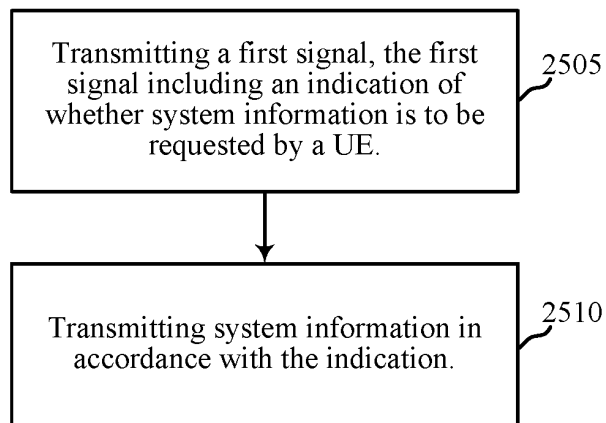 Transmitting a first signal, the first
signal including an indication of
whether system information is to be
requested by a UE.
2505
Transmitting system information in
accordance with the indication.
2510